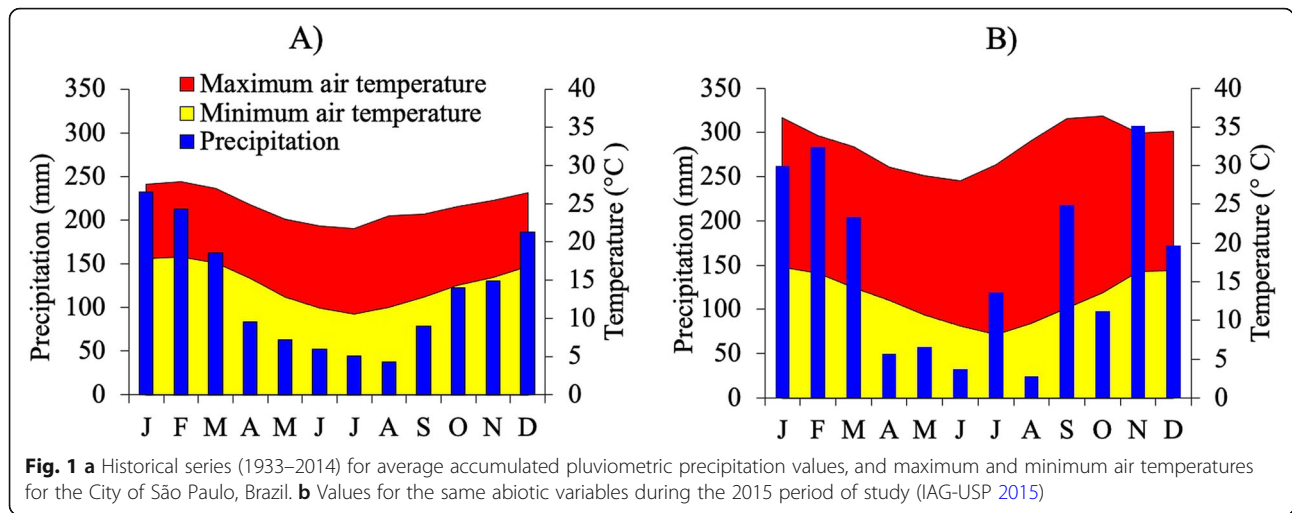 A)
B)
Maximum air temperature
Minimum air temperature
Precipitation
Precipitation (mm)
350
300
250
200
150
100
50
0
Temperature (°C)
40
35
30
25
20
15
10
5
0
J F M A M J J A S O N D
Precipitation (mm)
350
300
250
200
150
100
50
0
Temperature (° C)
40
35
30
25
20
15
10
5
0
J F M A M J J A S O N D
Fig. 1 a Historical series (1933–2014) for average accumulated pluviometric precipitation values, and maximum and minimum air temperatures
for the City of São Paulo, Brazil. b Values for the same abiotic variables during the 2015 period of study (IAG-USP 2015)